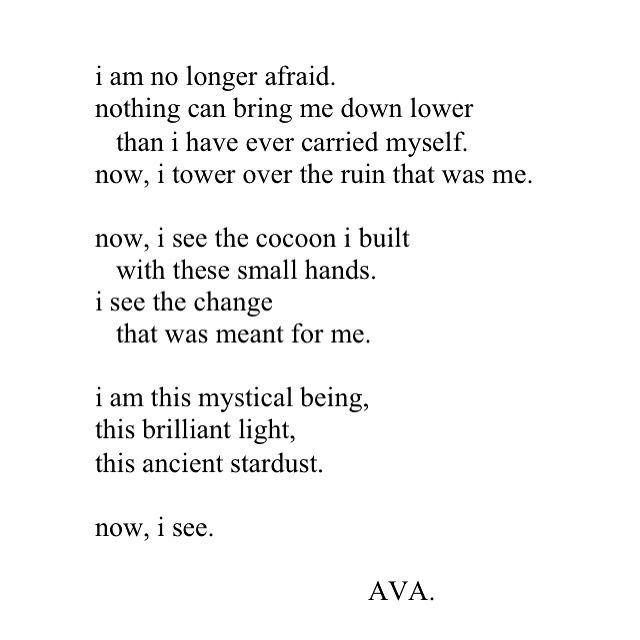 i am no longer afraid.
nothing can bring me down lower
than i have ever carried myself.
now, i tower over the ruin that was me.
now, i see the cocoon i built
with these small hands.
i see the change
that was meant for me.
i am this mystical being,
this brilliant light,
this ancient stardust.
now, i see.
AVA.